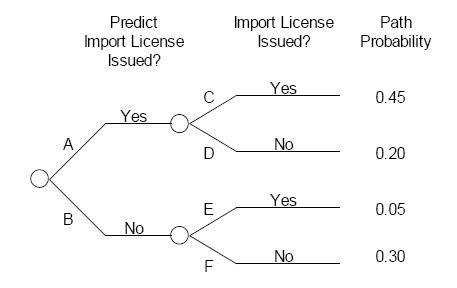 Predict
Import License
Issued?
Import License
Issued?
Path
Probability
C
Yes
0.45
Yes
A
D
No
0.20
E
Yes
0.05
B
No
F
No
0.30